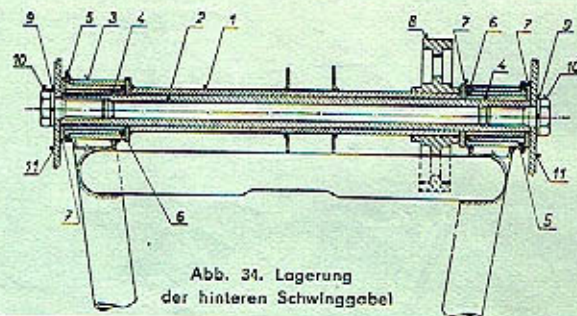 9 5 3 4 2 1 8 7 6 7 9
10 4 10
11 7 6 5 11
Abb. 34. Lagerung
der hinteren Schwinggabel